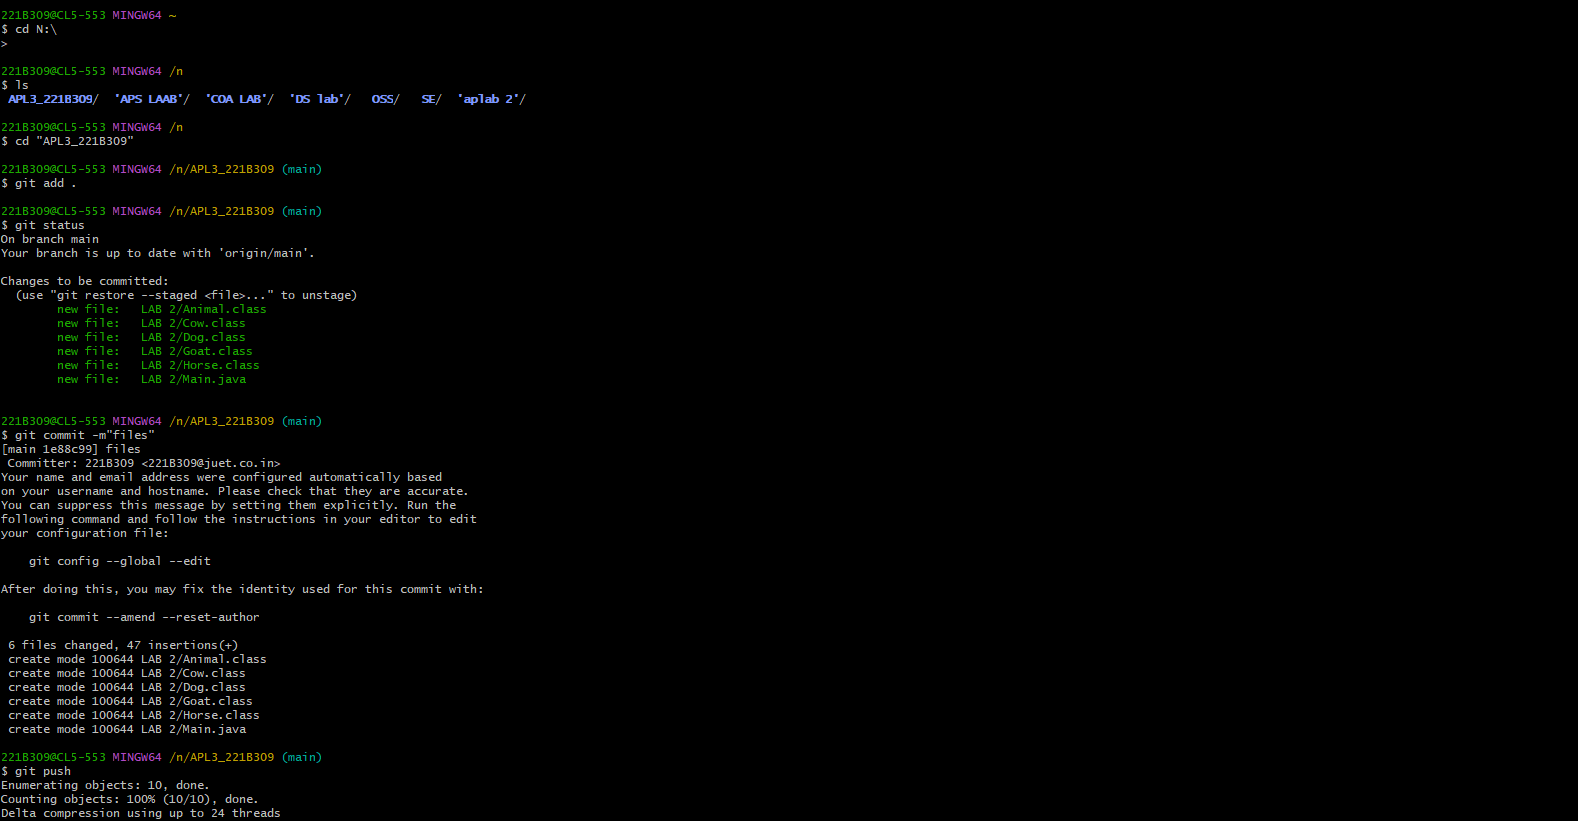 221B309@CL5-553 MINGW64 ~
$ cd N:\
>
221B309@CL5-553 MINGW64 /n
$ ls
APL3_221B309/  'APS LAAB'/  'COA LAB'/  'DS lab'/   OSS/   SE/  'aplab 2'/
221B309@CL5-553 MINGW64 /n
$ cd "APL3_221B309"
221B309@CL5-553 MINGW64 /n/APL3_221B309 (main)
$ git add .
221B309@CL5-553 MINGW64 /n/APL3_221B309 (main)
$ git status
On branch main
Your branch is up to date with 'origin/main'.
Changes to be committed:
  (use "git restore --staged <file>..." to unstage)
        new file:   LAB 2/Animal.class
        new file:   LAB 2/Cow.class
        new file:   LAB 2/Dog.class
        new file:   LAB 2/Goat.class
        new file:   LAB 2/Horse.class
        new file:   LAB 2/Main.java
221B309@CL5-553 MINGW64 /n/APL3_221B309 (main)
$ git commit -m"files"
[main 1e88c99] files
 Committer: 221B309 <221B309@juet.co.in>
Your name and email address were configured automatically based
on your username and hostname. Please check that they are accurate.
You can suppress this message by setting them explicitly. Run the
following command and follow the instructions in your editor to edit
your configuration file:
    git config --global --edit
After doing this, you may fix the identity used for this commit with:
    git commit --amend --reset-author
 6 files changed, 47 insertions(+)
 create mode 100644 LAB 2/Animal.class
 create mode 100644 LAB 2/Cow.class
 create mode 100644 LAB 2/Dog.class
 create mode 100644 LAB 2/Goat.class
 create mode 100644 LAB 2/Horse.class
 create mode 100644 LAB 2/Main.java
221B309@CL5-553 MINGW64 /n/APL3_221B309 (main)
$ git push
Enumerating objects: 10, done.
Counting objects: 100% (10/10), done.
Delta compression using up to 24 threads